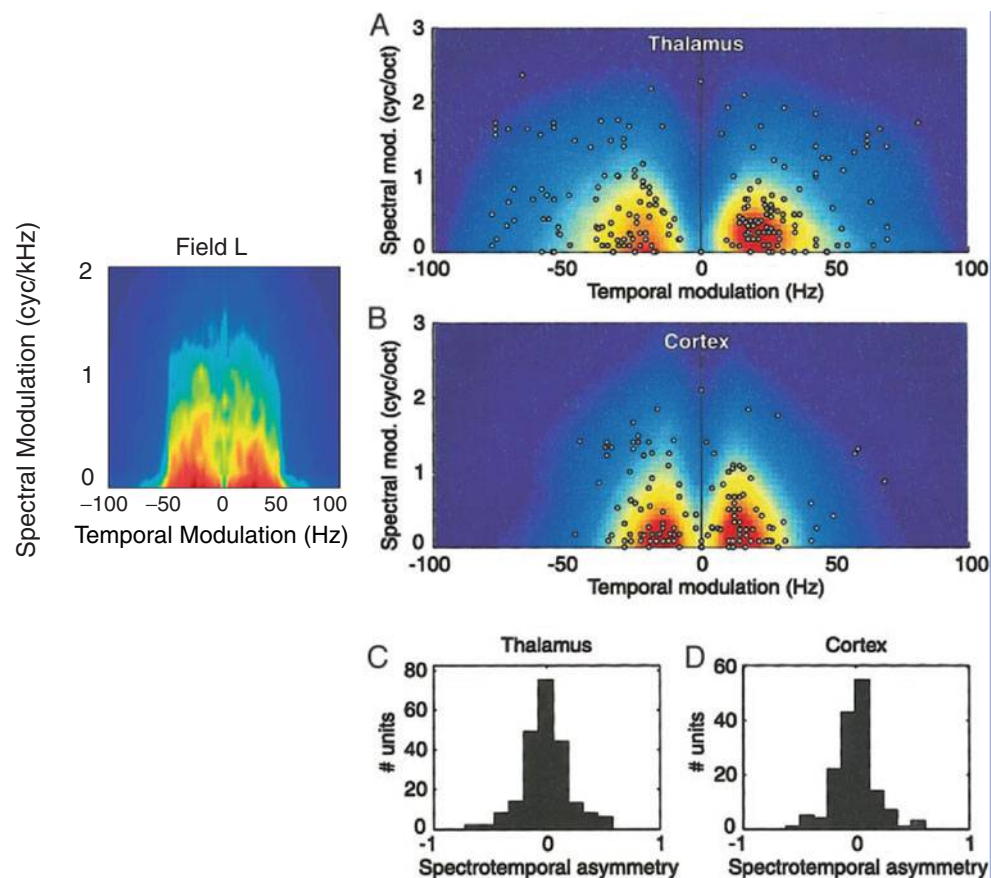 Field L
Spectral Modulation (cyc/kHz)
2
1
0
−100 −50 0 50 100
Temporal Modulation (Hz)
A
Thalamus
Spectral mod. (cyc/oct)
3
2
1
0
-100 -50 0 50 100
Temporal modulation (Hz)
B
Cortex
Spectral mod. (cyc/oct)
3
2
1
0
-100 -50 0 50 100
Temporal modulation (Hz)
C
Thalamus
# units
80
60
40
20
0
-1 0 1
Spectrotemporal asymmetry
D
Cortex
# units
60
40
20
0
-1 0 1
Spectrotemporal asymmetry